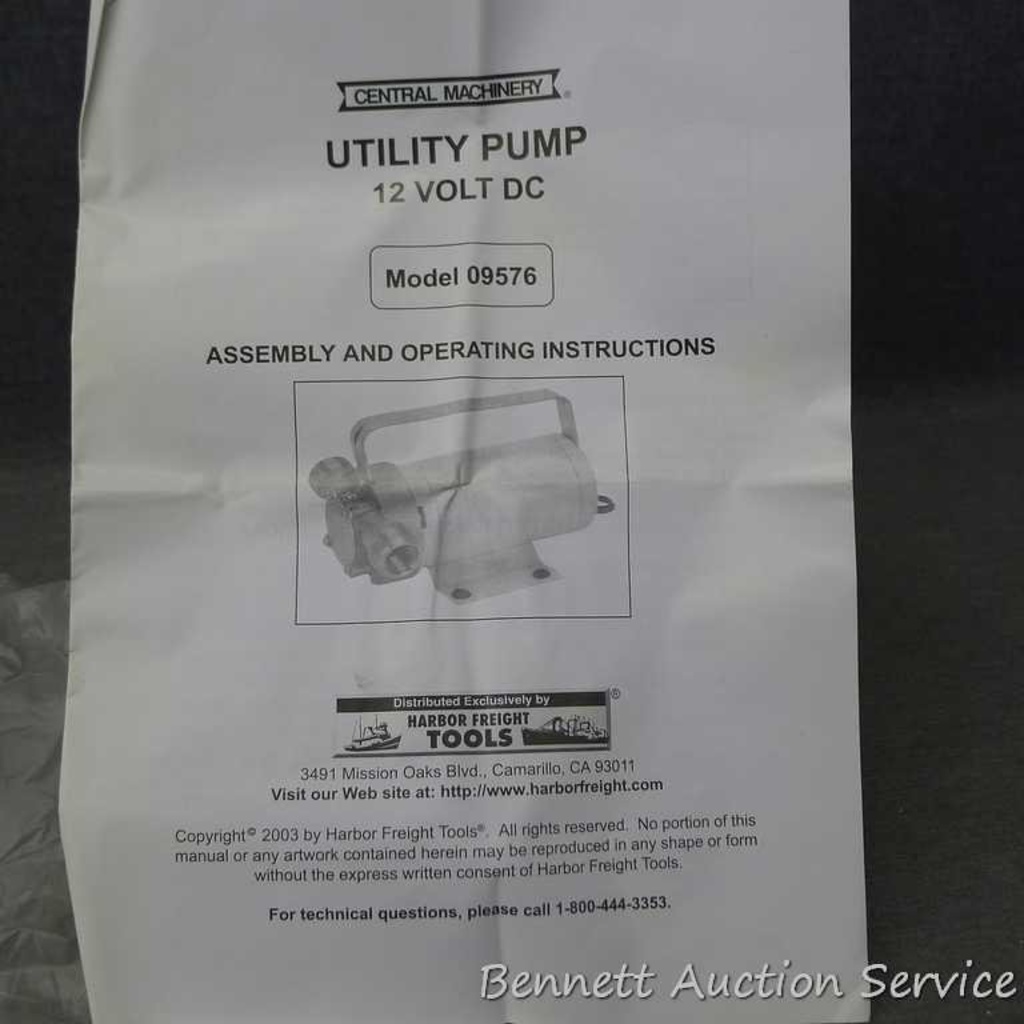 CENTRAL MACHINERY®
UTILITY PUMP
12 VOLT DC
Model 09576
ASSEMBLY AND OPERATING INSTRUCTIONS
Distributed Exclusively by
HARBOR FREIGHT
TOOLS®
3491 Mission Oaks Blvd., Camarillo, CA 93011
Visit our Web site at: http://www.harborfreight.com
Copyright© 2003 by Harbor Freight Tools®. All rights reserved. No portion of this
manual or any artwork contained herein may be reproduced in any shape or form
without the express written consent of Harbor Freight Tools.
For technical questions, please call 1-800-444-3353.
Bennett Auction Service